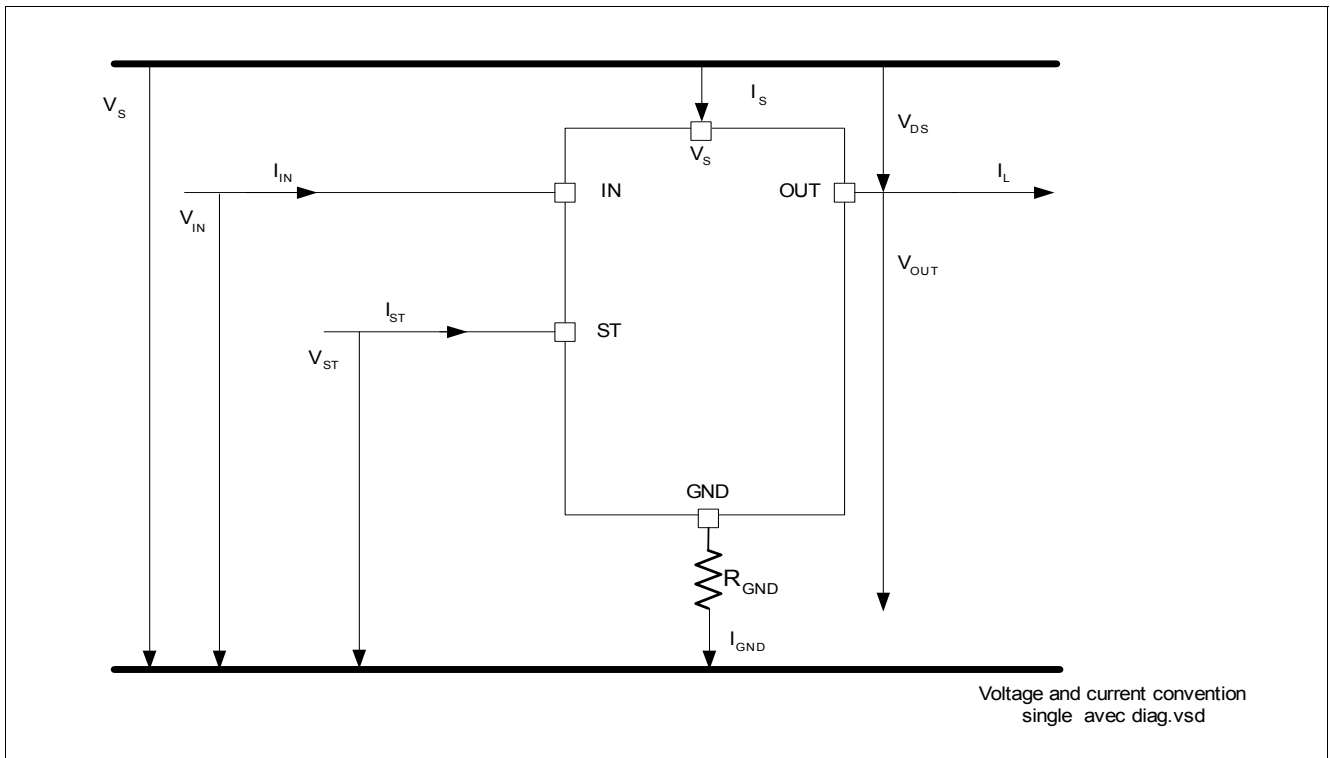 V_S
I_S
V_DS
V_S
I_IN
IN
OUT
I_L
V_IN
V_OUT
I_ST
ST
V_ST
GND
R_GND
I_GND
Voltage and current convention
single avec diag.vsd